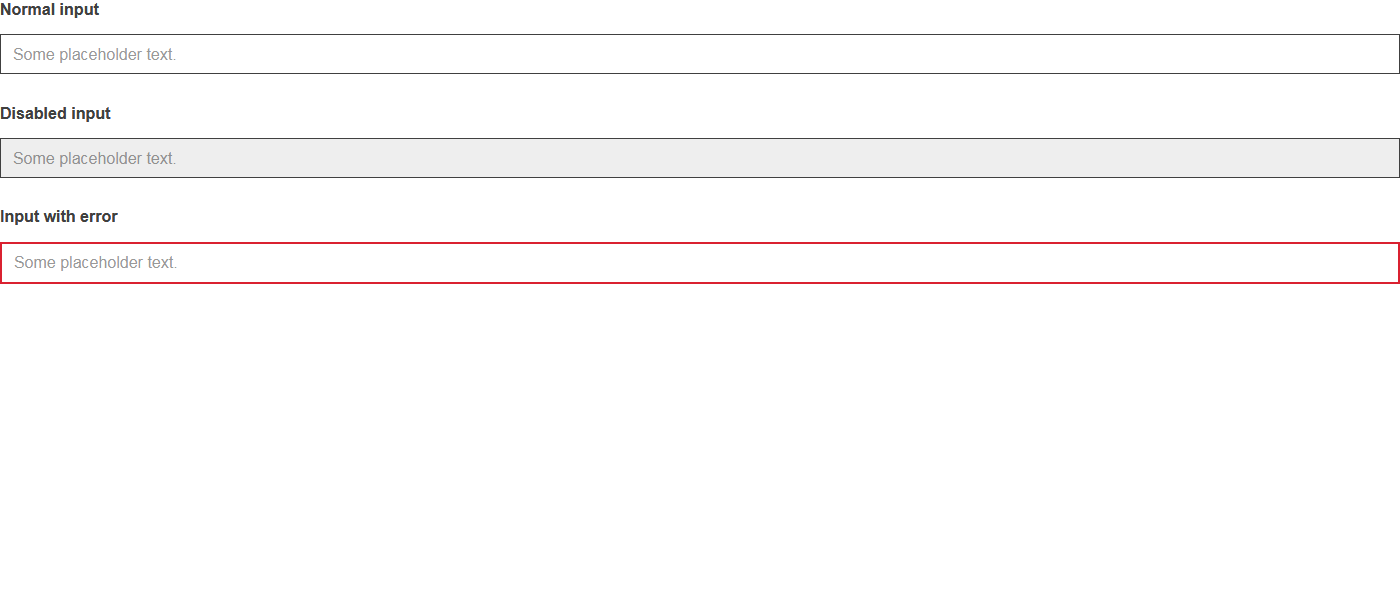 Normal input
Some placeholder text.
Disabled input
Some placeholder text.
Input with error
Some placeholder text.